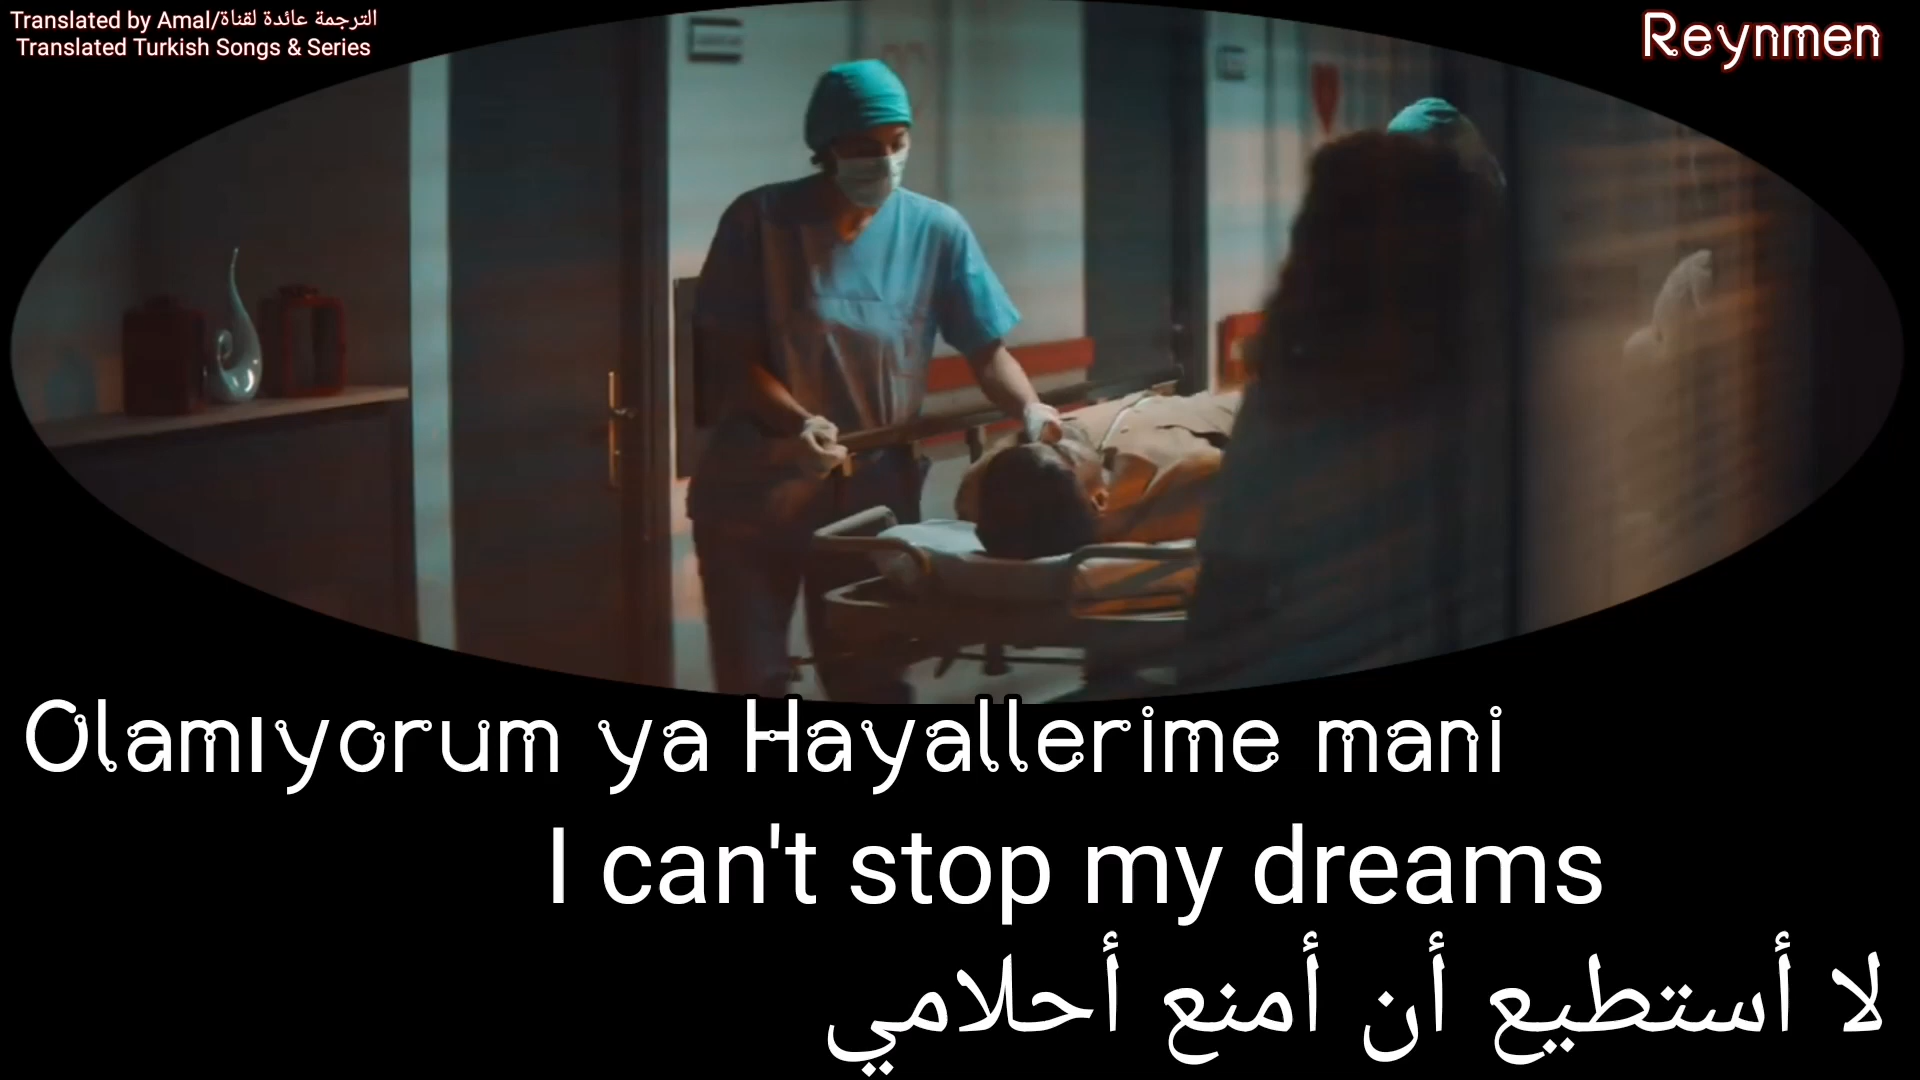 Translated by Amal/الترجمة عائدة لقناة
Translated Turkish Songs & Series
Reynmen
Olamıyorum ya Hayallerime mani
I can't stop my dreams
لا أستطيع أن أمنع أحلامي